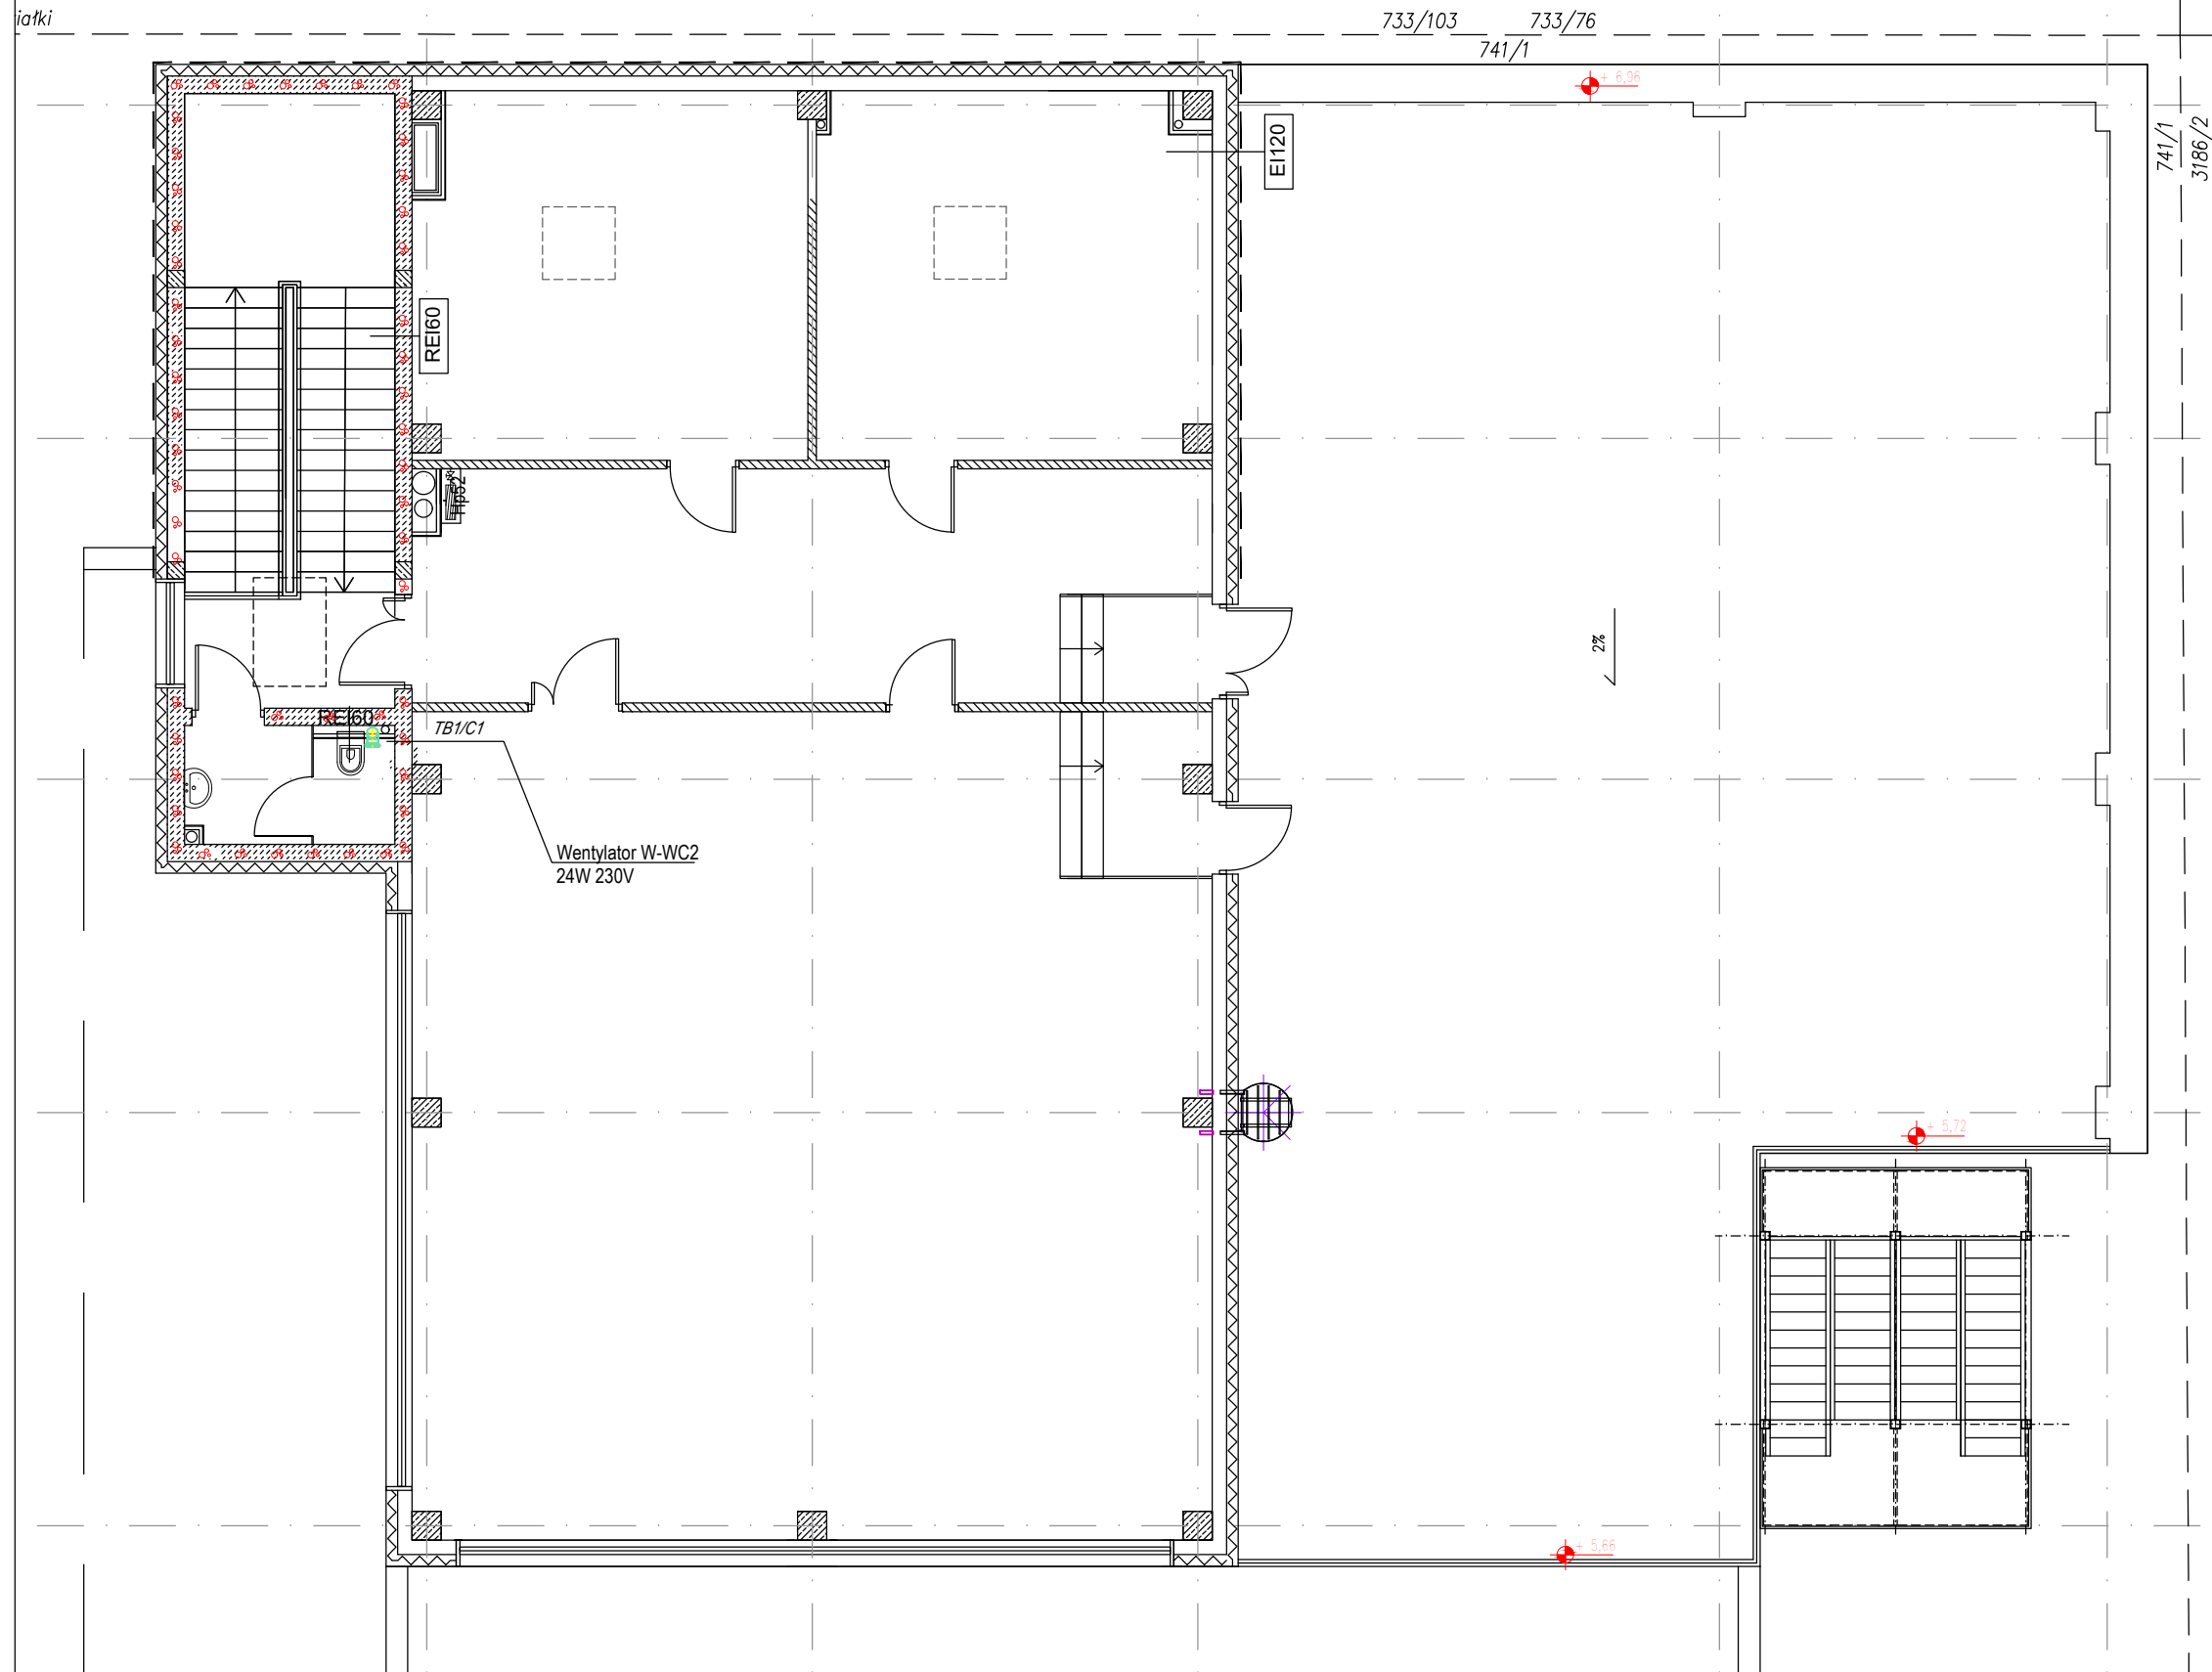 iałki
733/103
733/76
741/1
+ 6,96
741/1
3186/2
EI120
REI60
Hp52
2%
REI60
TB1/C1
Wentylator W-WC2
24W 230V
+ 5,72
+ 5,66